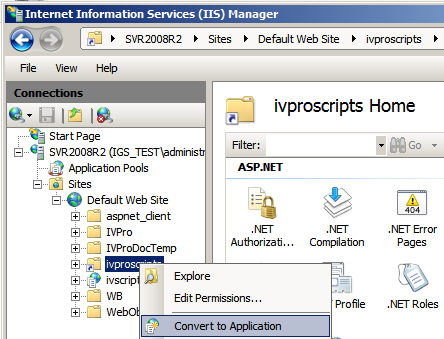 Internet Information Services (IIS) Manager
SVR2008R2 Sites Default Web Site ivproscripts
File View Help
Connections
Start Page
SVR2008R2 (IGS_TEST\administr
Application Pools
Sites
Default Web Site
aspnet_client
IVPro
IVProDocTemp
ivproscripts
ivscript
WB
WebOb
Explore
Edit Permissions...
Convert to Application
ivproscripts Home
Filter: Go
ASP.NET
.NET Authorizati...
.NET Compilation
404
.NET Error Pages
Profile
.NET Roles